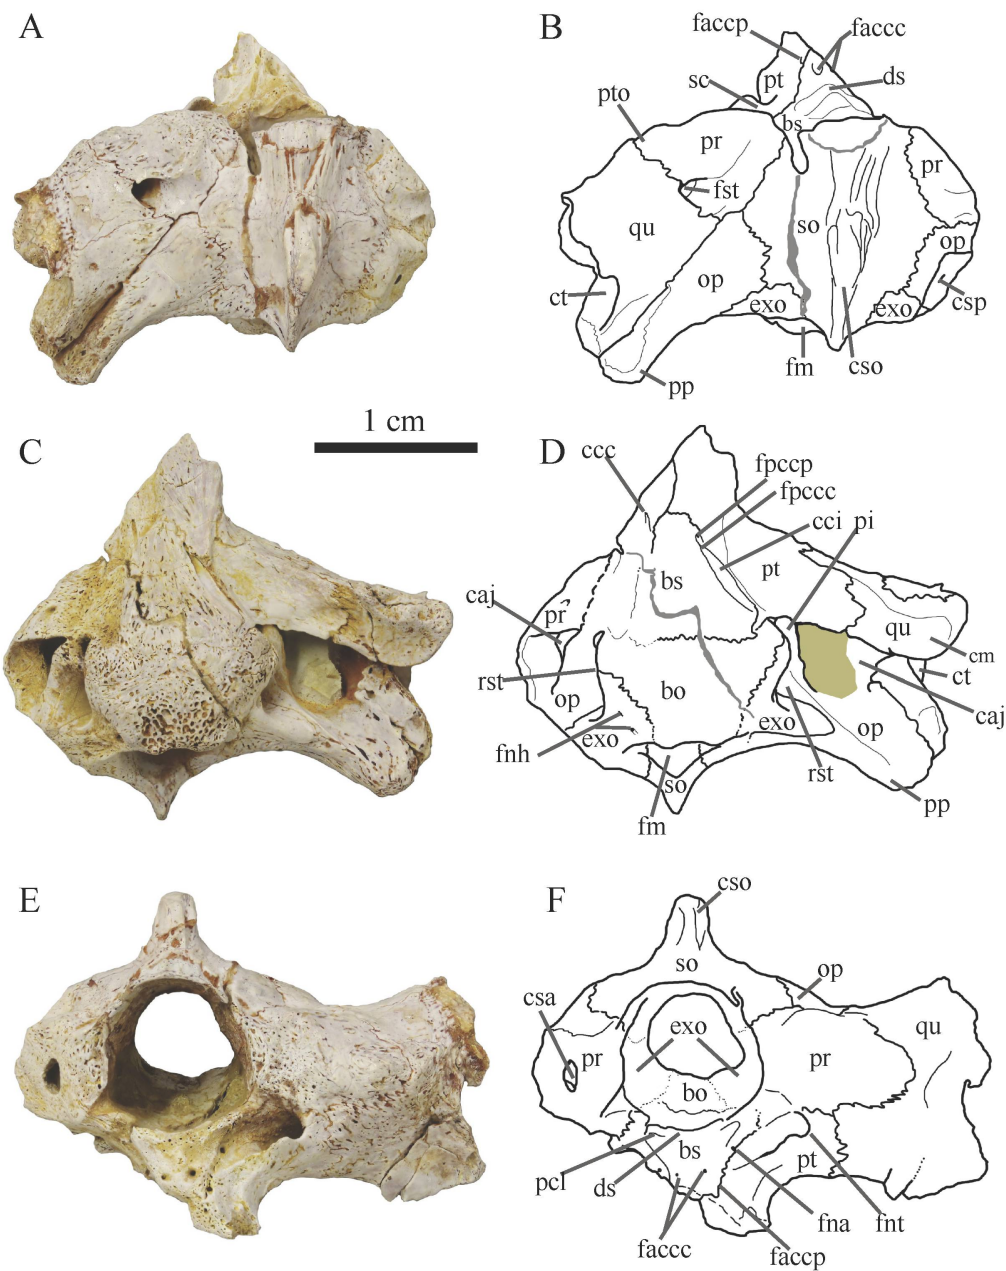 A
B
faccp
faccc
sc
pt
ds
pto
bs
pr
pr
fst
qu
so
op
op
ct
exo
exo
csp
fm
cso
pp
1 cm
C
D
ccc
fpccp
fpccc
cci
pi
bs
pt
caj
pr
qu
cm
rst
ct
op
bo
caj
exo
op
fnh
exo
rst
so
pp
fm
E
F
cso
so
op
csa
qu
exo
pr
pr
bo
bs
pt
pcl
ds
fna
fnt
faccc
faccp